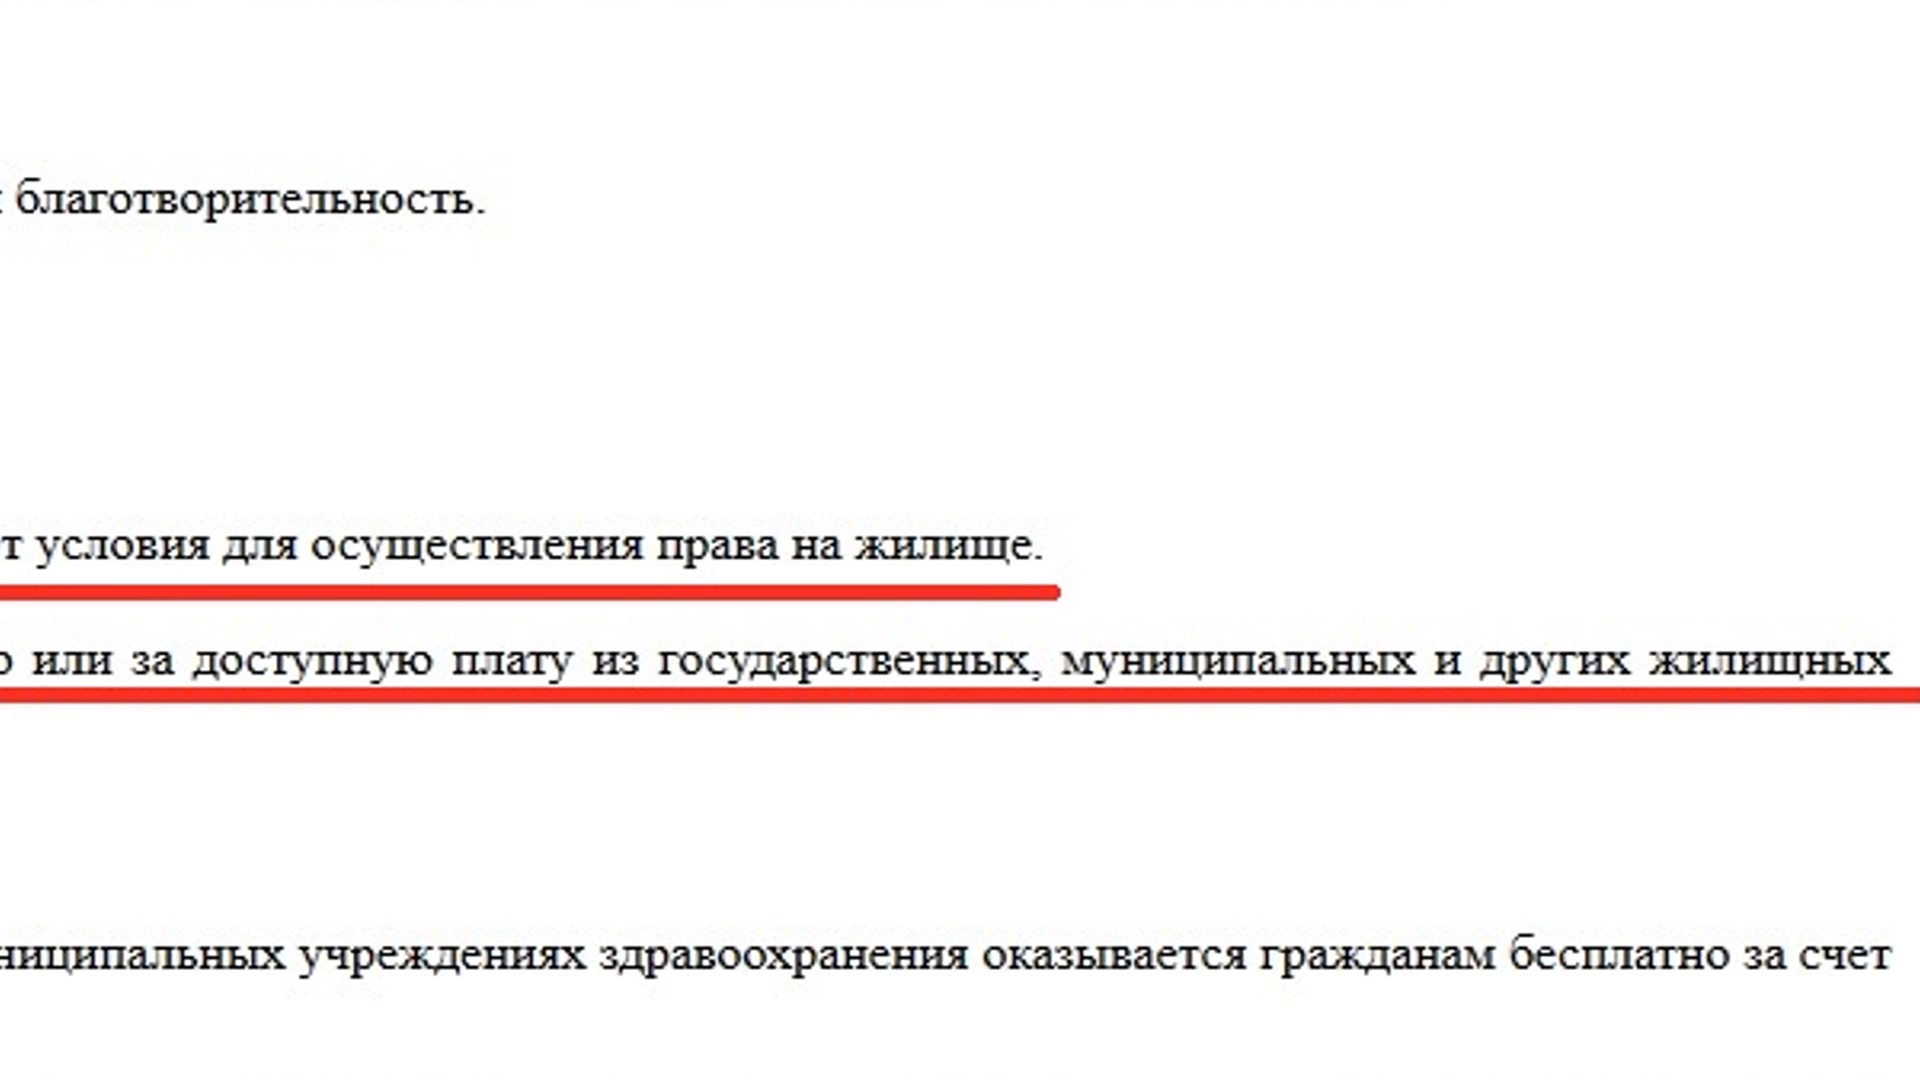 благотворительность.
т условия для осуществления права на жилище.
о или за доступную плату из государственных, муниципальных и других жилищных
ниципальных учреждениях здравоохранения оказывается гражданам бесплатно за счет